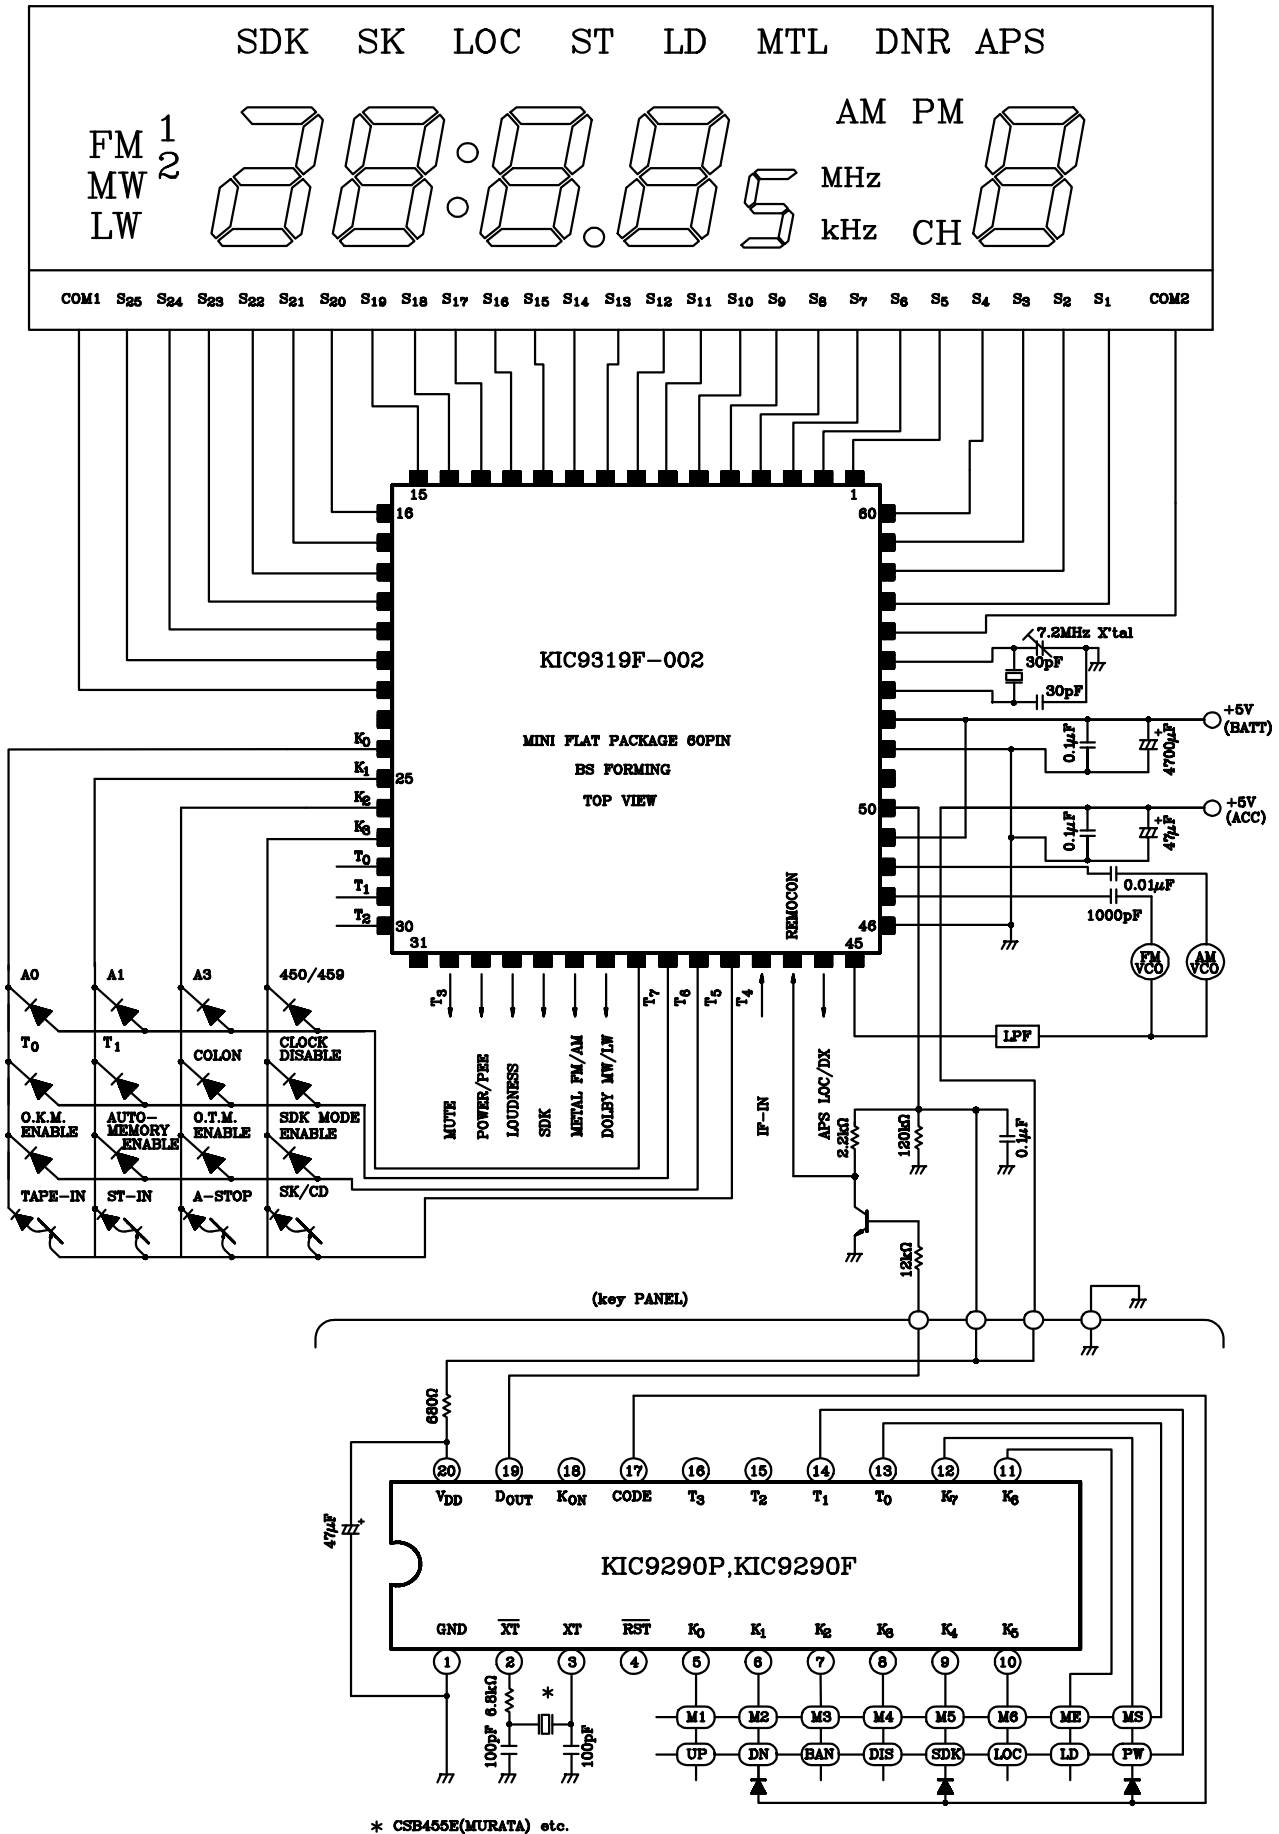 SDK SK LOC ST LD MTL DNR APS
AM PM
FM 1
2
MW
LW
MHz
kHz
CH
COM1 S25 S24 S23 S22 S21 S20 S19 S18 S17 S16 S15 S14 S13 S12 S11 S10 S9 S8 S7 S6 S5 S4 S3 S2 S1 COM2
15 1
16 60
KIC9319F-002
MINI FLAT PACKAGE 60PIN
BS FORMING
TOP VIEW
7.2MHz X'tal
30pF
30pF
+5V
(BATT)
0.1μF
4700μF
+
K0
K1 25
K2 50
K3
T0
T1
T2 30
31
REMOCON
46
45
+5V
(ACC)
0.1μF
47μF
+
0.01μF
1000pF
FM
VCO
AM
VCO
LPF
A0 A1 A3 450/459
T0 T1 COLON CLOCK
DISABLE
O.K.M.
ENABLE
AUTO-
MEMORY
ENABLE
O.T.M.
ENABLE
SDK MODE
ENABLE
TAPE-IN ST-IN A-STOP SK/CD
T3 T7 T6 T5 T4
MUTE
POWER/PEE
LOUDNESS
SDK
METAL FM/AM
DOLBY MW/LW
IF-IN
APS LOC/DX
2.2kΩ
120kΩ
0.1μF
12kΩ
(key PANEL)
680Ω
47μF
+
20 19 18 17 16 15 14 13 12 11
VDD DOUT KON CODE T3 T2 T1 T0 K7 K6
KIC9290P,KIC9290F
GND XT XT RST K0 K1 K2 K3 K4 K5
1 2 3 4 5 6 7 8 9 10
6.8kΩ
*
100pF
100pF
M1 M2 M3 M4 M5 M6 ME MS
UP DN BAN DIS SDK LOC LD PW
* CSB455E(MURATA) etc.